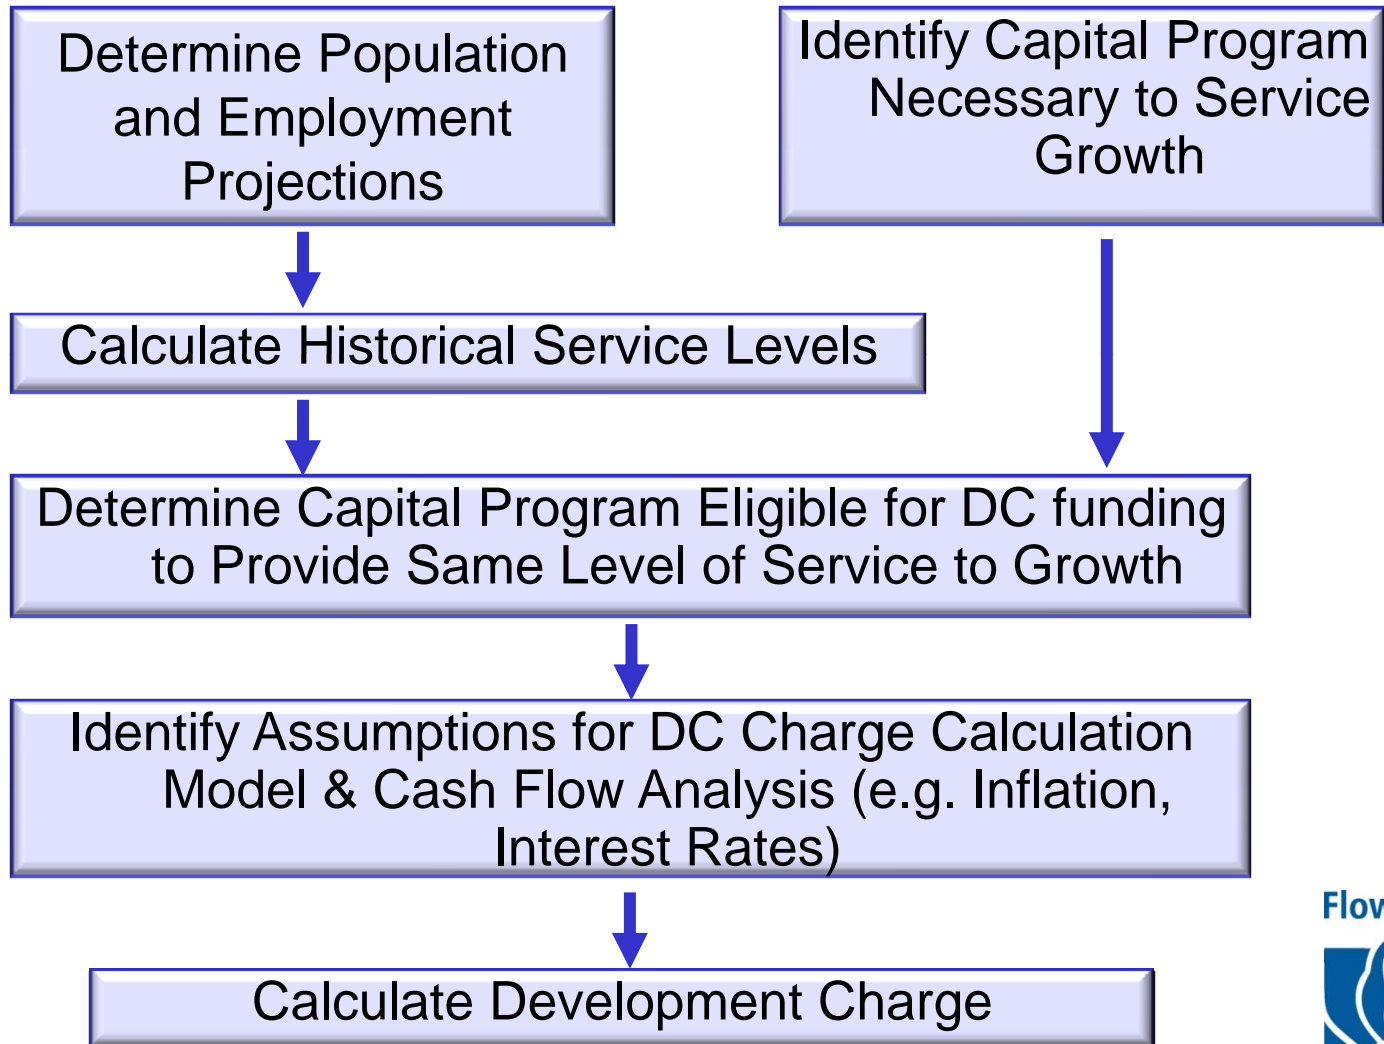 Determine Population
and Employment
Projections
Identify Capital Program
Necessary to Service
Growth
Calculate Historical Service Levels
Determine Capital Program Eligible for DC funding
to Provide Same Level of Service to Growth
Identify Assumptions for DC Charge Calculation
Model & Cash Flow Analysis (e.g. Inflation,
Interest Rates)
Calculate Development Charge